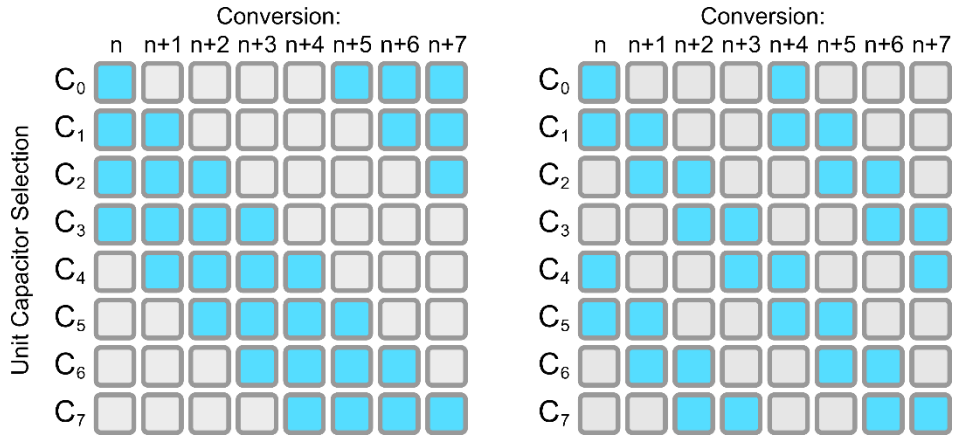 Conversion:
n n+1 n+2 n+3 n+4 n+5 n+6 n+7
Unit Capacitor Selection
C₀
C₁
C₂
C₃
C₄
C₅
C₆
C₇
Conversion:
n n+1 n+2 n+3 n+4 n+5 n+6 n+7
C₀
C₁
C₂
C₃
C₄
C₅
C₆
C₇